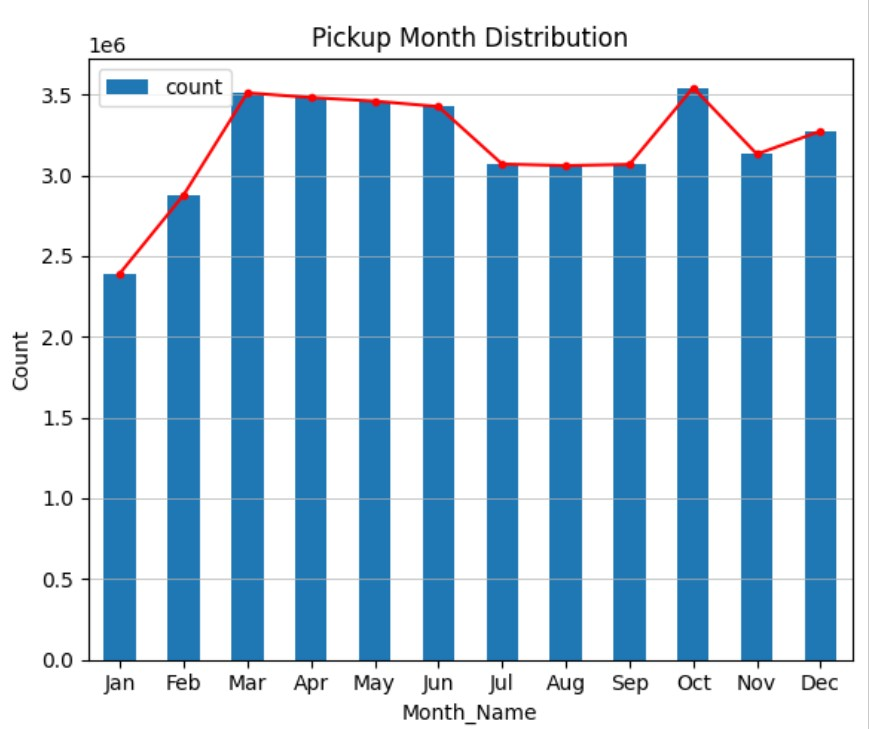 Pickup Month Distribution
1e6
count
3.5
3.0
2.5
2.0
1.5
1.0
0.5
0.0
Count
Jan Feb Mar Apr May Jun Jul Aug Sep Oct Nov Dec
Month_Name